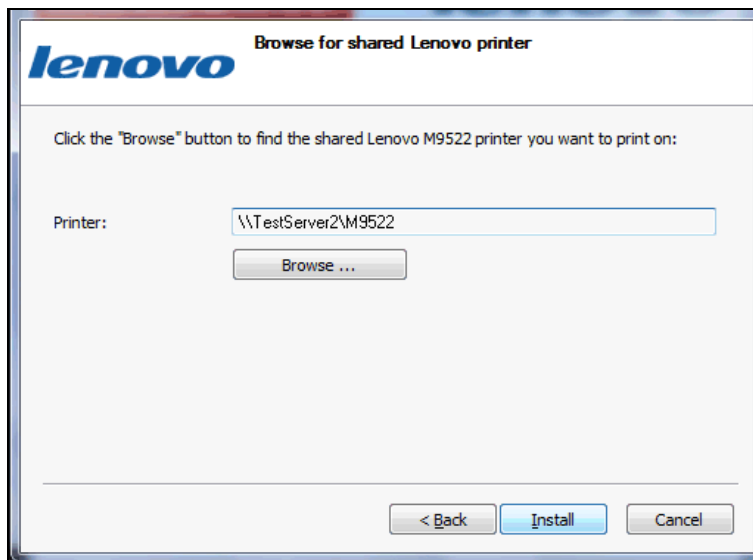 lenovo
Browse for shared Lenovo printer
Click the "Browse" button to find the shared Lenovo M9522 printer you want to print on:
Printer:
\\TestServer2\M9522
Browse ...
< Back
Install
Cancel